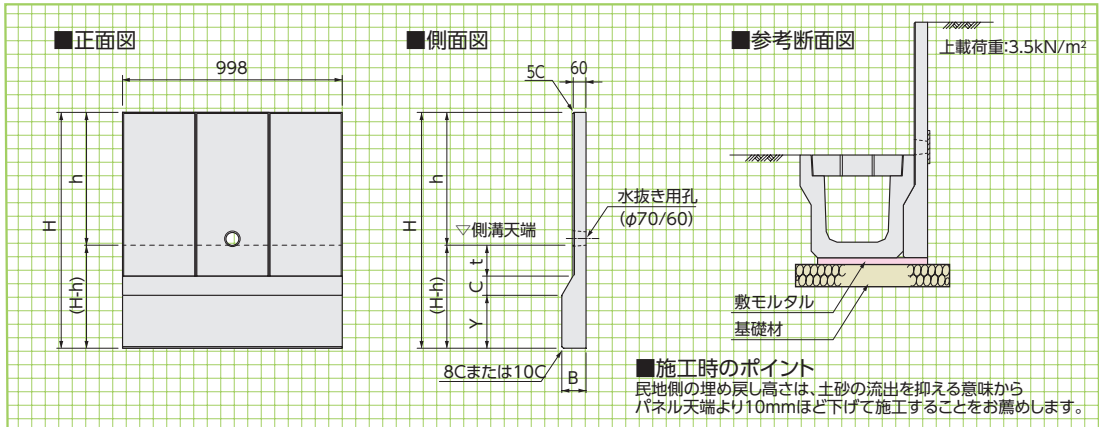 ■正面図
998
H
h
(H-h)
■側面図
5C
60
H
h
(H-h)
▽側溝天端
t
C
Y
水抜き用孔
(φ70/60)
8Cまたは10C
B
■参考断面図
上載荷重:3.5kN/m²
敷モルタル
基礎材
■施工時のポイント
民地側の埋め戻し高さは、土砂の流出を抑える意味から
パネル天端より10mmほど下げて施工することをお薦めします。